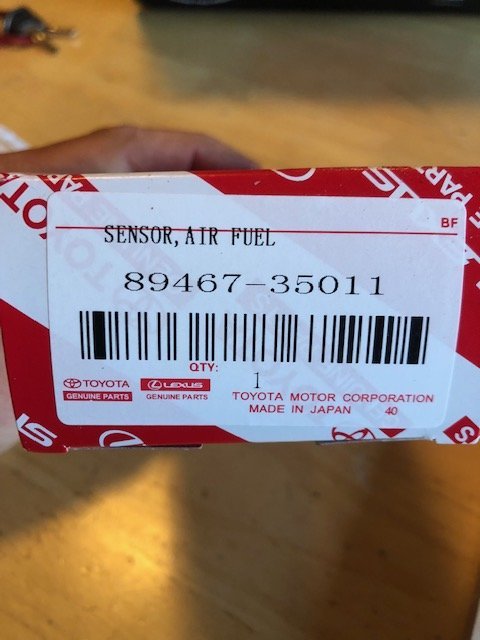 BF
SENSOR, AIR FUEL
89467-35011
QTY:
1
TOYOTA
GENUINE PARTS
LEXUS
GENUINE PARTS
TOYOTA MOTOR CORPORATION
MADE IN JAPAN 40